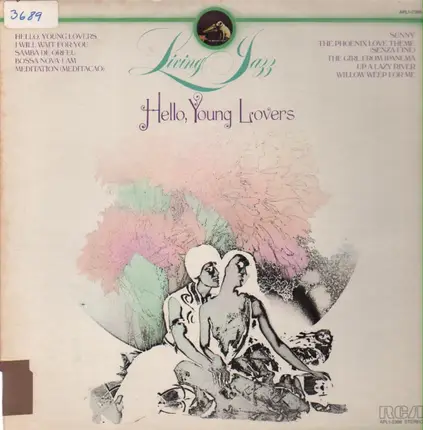 3689
HELLO, YOUNG LOVERS
I WILL WAIT FOR YOU
SAMBA DE ORFEU
BOSSA NOVA I AM
MEDITATION (MEDITAÇAO)
SUNNY
THE PHOENIX LOVE THEME
(SENZA FINE)
THE GIRL FROM IPANEMA
UP A LAZY RIVER
WILLOW WEEP FOR ME
Living Jazz
Hello, Young Lovers
RCA
STEREO